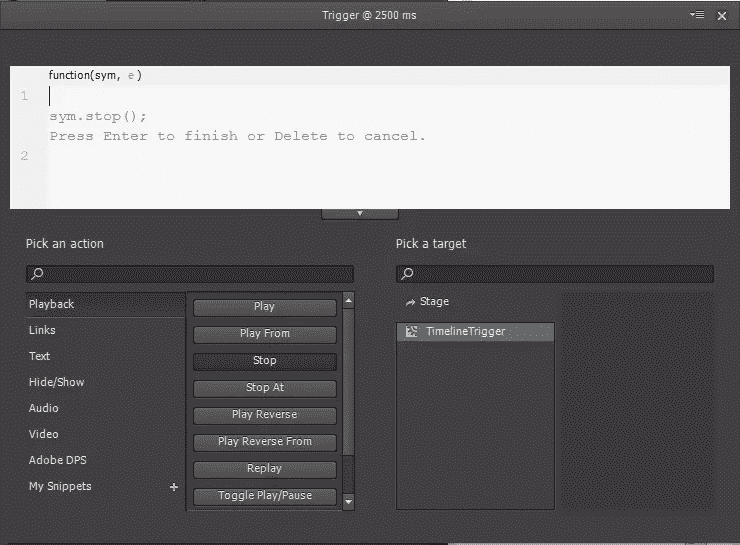 Trigger @ 2500 ms
function(sym, e)
1
sym.stop();
Press Enter to finish or Delete to cancel.
2
Pick an action
Pick a target
Playback
Links
Text
Hide/Show
Audio
Video
Adobe DPS
My Snippets +
Play
Play From
Stop
Stop At
Play Reverse
Play Reverse From
Replay
Toggle Play/Pause
Stage
TimelineTrigger